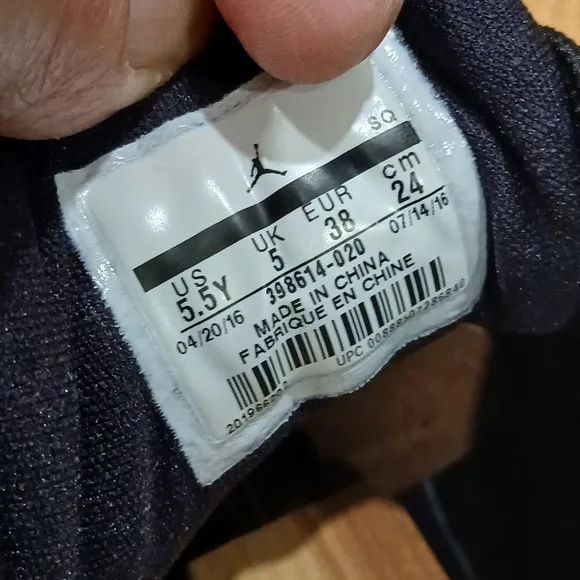 SQ
US UK EUR cm
5.5Y 5 38 24
04/20/16 398614-020 07/14/16
MADE IN CHINA
FABRIQUE EN CHINE
UPC